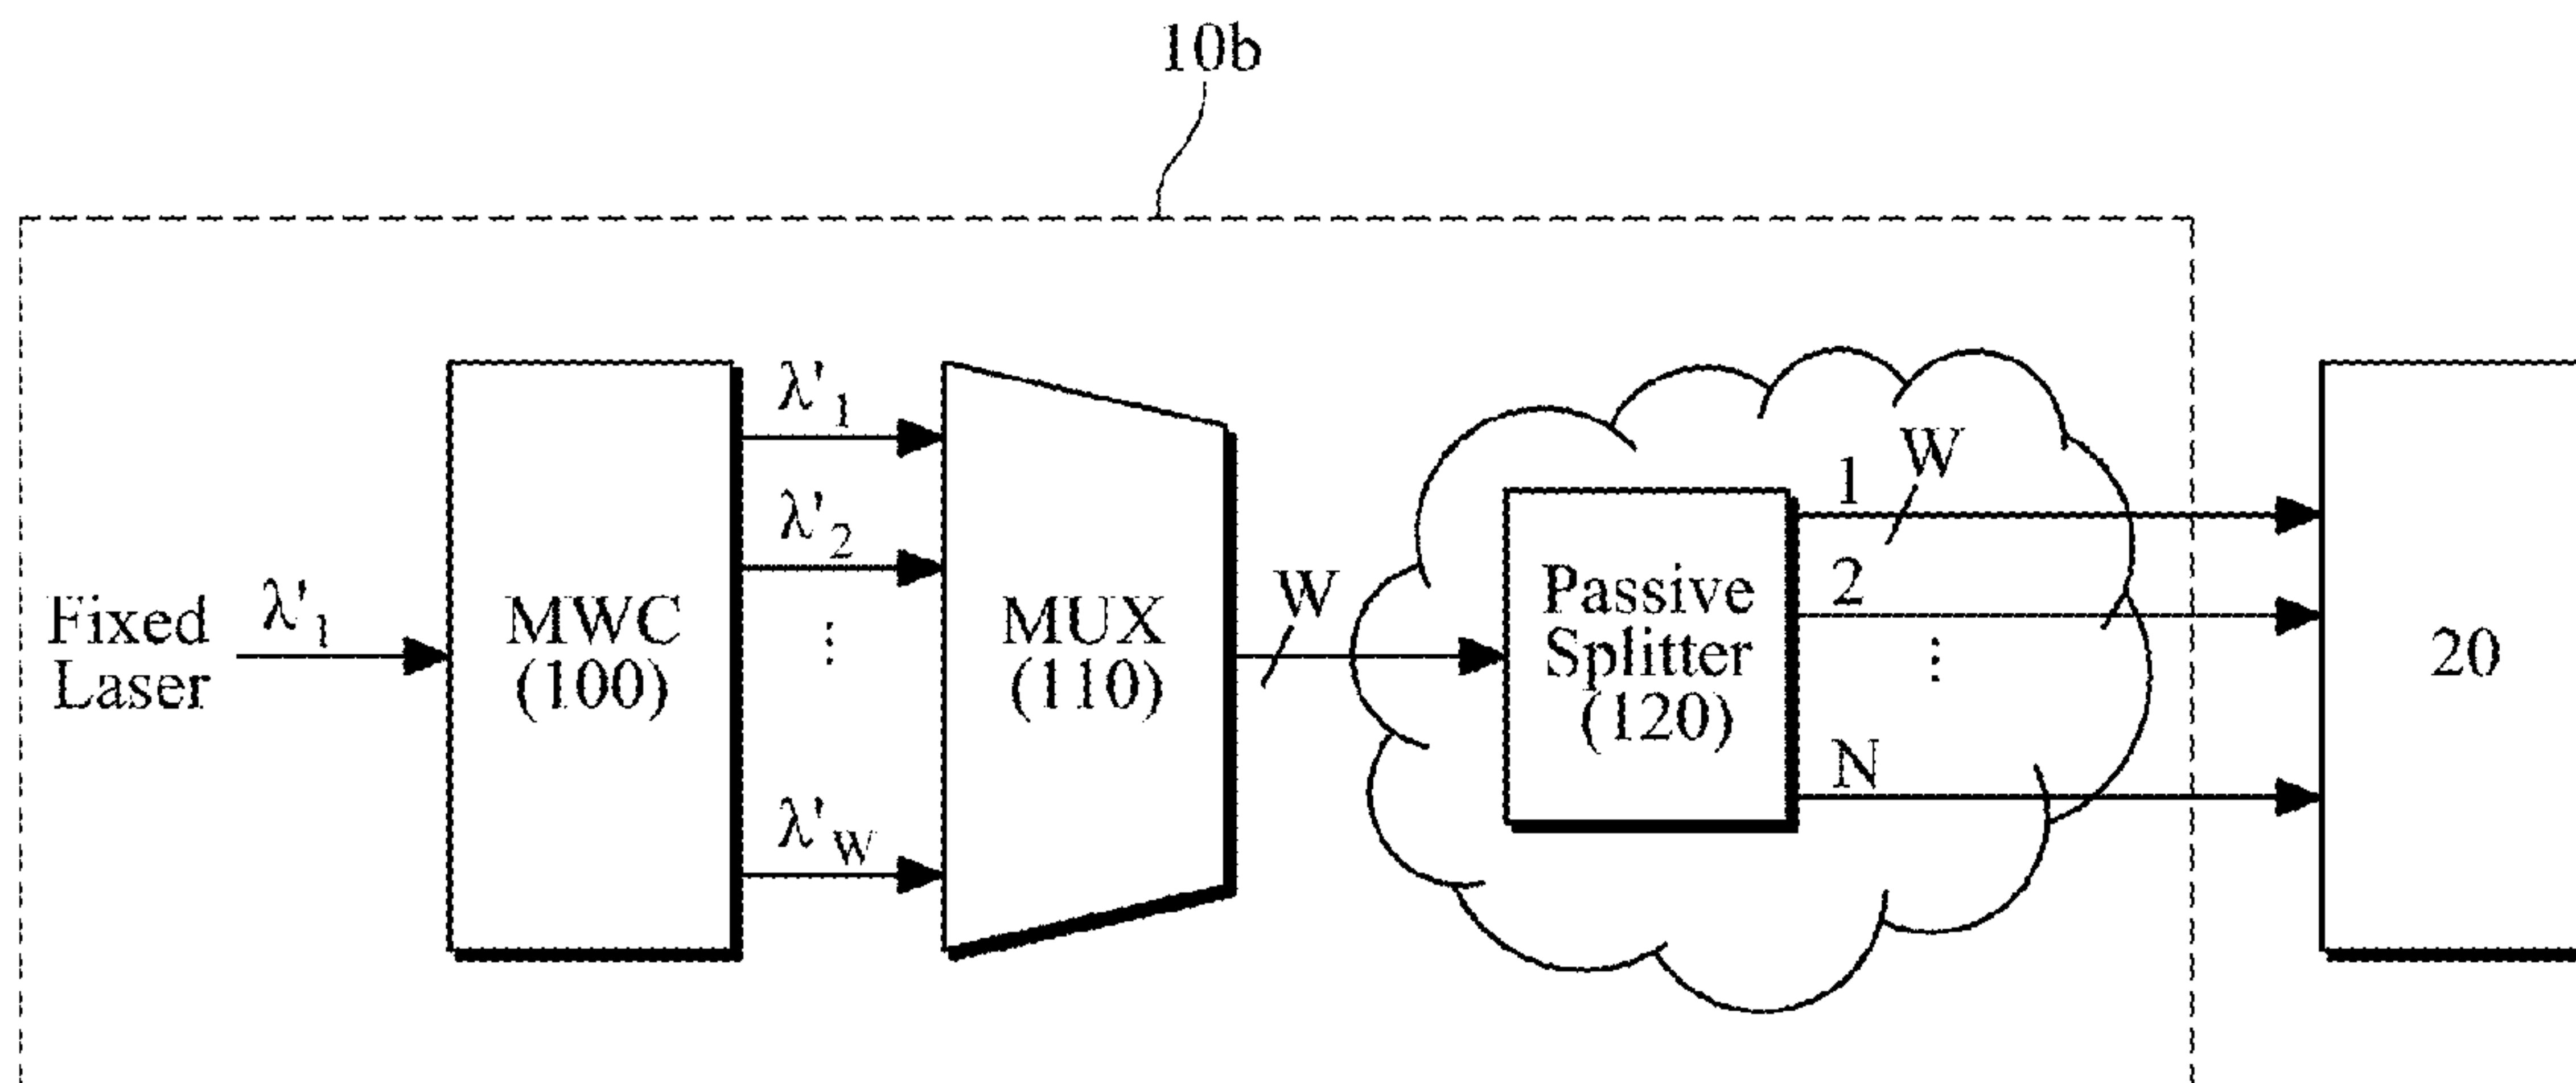 10b
Fixed
Laser
λ'1
MWC
(100)
λ'1
λ'2
⋮
λ'W
MUX
(110)
W
Passive
Splitter
(120)
1
W
2
⋮
N
20